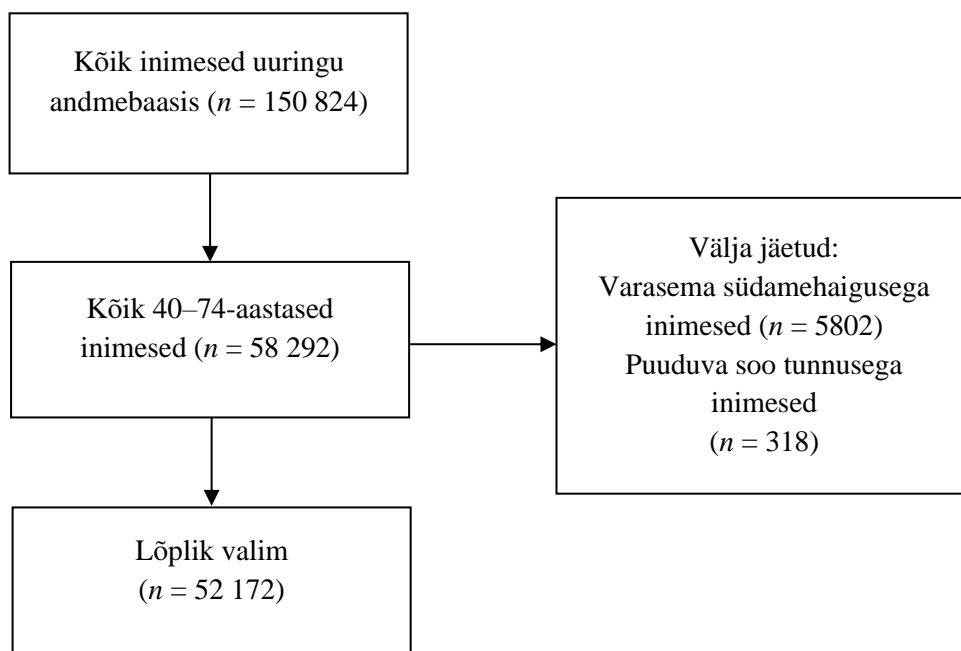 Kõik inimesed uuringu
andmebaasis (n = 150 824)
Kõik 40–74-aastased
inimesed (n = 58 292)
Välja jäetud:
Varasema südamehaigusega
inimesed (n = 5802)
Puuduva soo tunnusega
inimesed
(n = 318)
Lõplik valim
(n = 52 172)